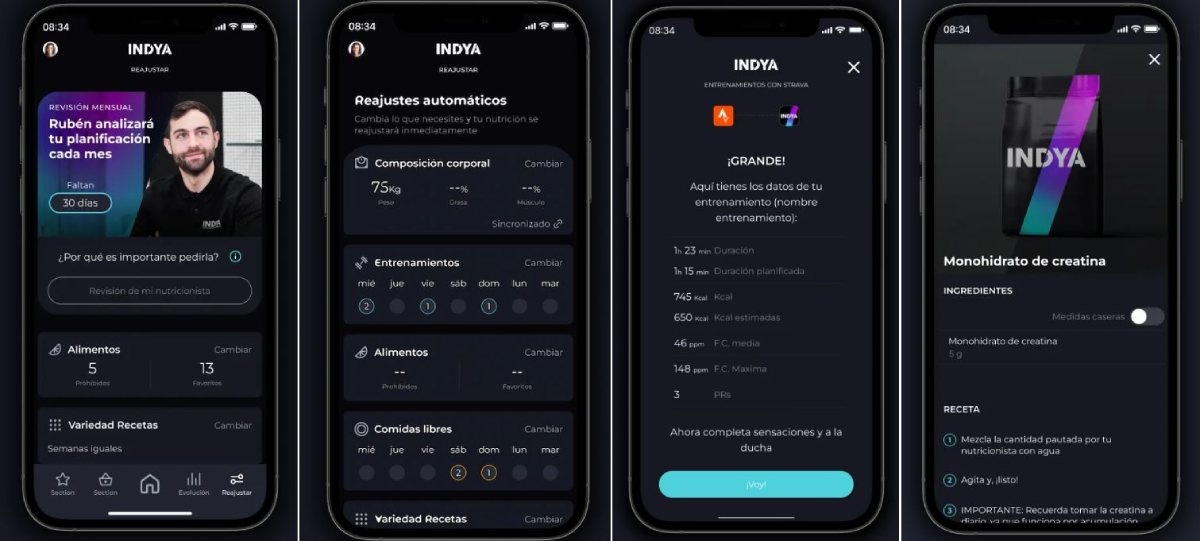 08:34
INDYA
REAJUSTAR
REVISIÓN MENSUAL
Rubén analizará
tu planificación
cada mes
Faltan
30 días
INDYA
¿Por qué es importante pedirla?
Revisión de mi nutricionista
Alimentos
Cambiar
5
13
Prohibidos
Favoritos
Variedad Recetas
Cambiar
Semanas iguales
Section
Section
Evolución
Reajustar
08:34
INDYA
REAJUSTAR
Reajustes automáticos
Cambia lo que necesites y tu nutrición se
reajustará inmediatamente
Composición corporal
Cambiar
75Kg
--%
--%
Peso
Grasa
Músculo
Sincronizado
Entrenamientos
Cambiar
mié jue vie sáb dom lun mar
2 1 1
Alimentos
Cambiar
--
--
Prohibidos
Favoritos
Comidas libres
Cambiar
mié jue vie sáb dom lun mar
2 1
Variedad Recetas
Cambiar
08:34
INDYA
ENTRENAMIENTOS CON STRAVA
INDYA
¡GRANDE!
Aquí tienes los datos de tu
entrenamiento (nombre
entrenamiento):
1h 23 min Duración
1h 15 min Duración planificada
745 Kcal Kcal
650 Kcal Kcal estimadas
46 ppm F.C. media
148 ppm F.C. Maxima
3 PRs
Ahora completa sensaciones y a la
ducha
¡Voy!
08:34
INDYA
Monohidrato de creatina
INGREDIENTES
Medidas caseras
Monohidrato de creatina
5 g
RECETA
1 Mezcla la cantidad pautada por tu
nutricionista con agua
2 Agita y, ¡listo!
3 IMPORTANTE: Recuerda tomar la creatina a
diario, ya que funciona por acumulación